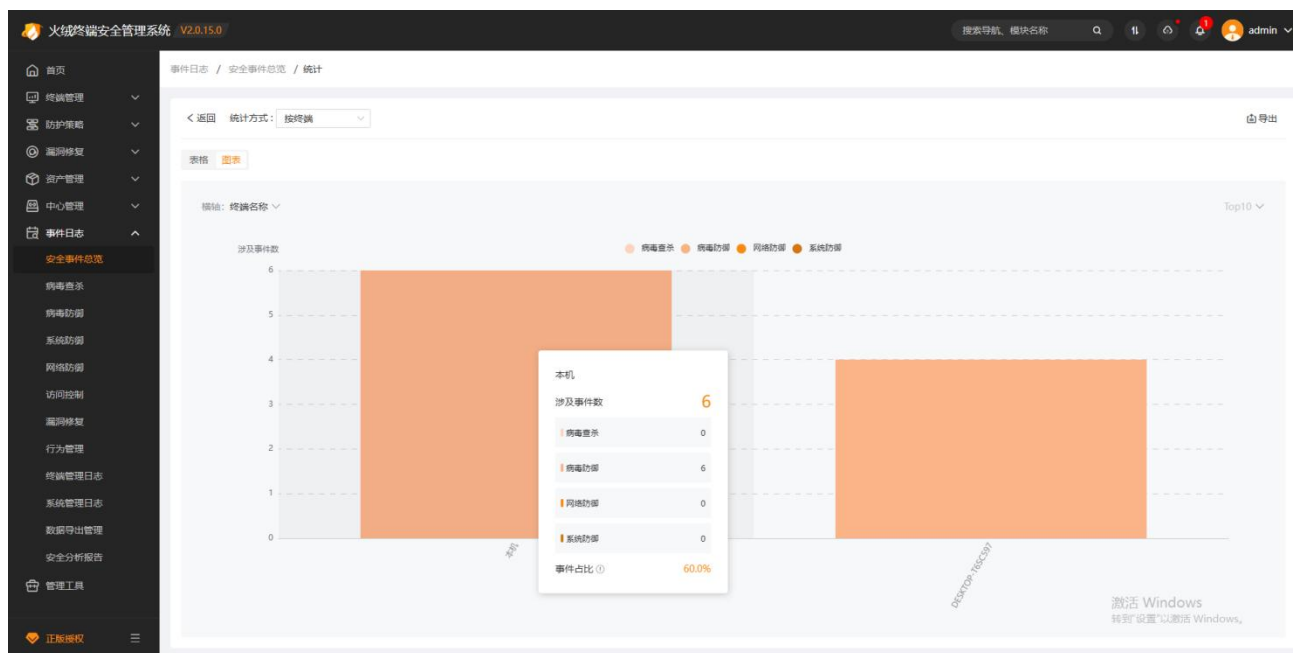 火绒终端安全管理系统 V2.0.15.0
搜索导航、模块名称
1
admin
首页
终端管理
防护策略
漏洞修复
资产管理
中心管理
事件日志
安全事件总览
病毒查杀
病毒防御
系统防御
网络防御
访问控制
漏洞修复
行为管理
终端管理日志
系统管理日志
数据导出管理
安全分析报告
管理工具
正版授权
事件日志 / 安全事件总览 / 统计
返回 统计方式: 按终端
导出
表格 图表
横轴: 终端名称
Top10
涉及事件数
病毒查杀 病毒防御 网络防御 系统防御
6
5
4
3
2
1
0
本机
涉及事件数 6
病毒查杀 0
病毒防御 6
网络防御 0
系统防御 0
事件占比 60.0%
本机
DESKTOP-T65C597
激活 Windows
转到"设置"以激活 Windows。